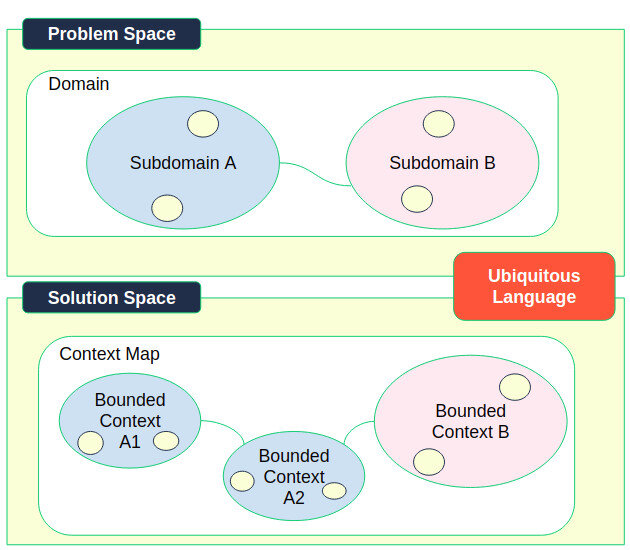 Problem Space
Domain
Subdomain A
Subdomain B
Ubiquitous
Language
Solution Space
Context Map
Bounded
Context
A1
Bounded
Context
A2
Bounded
Context B